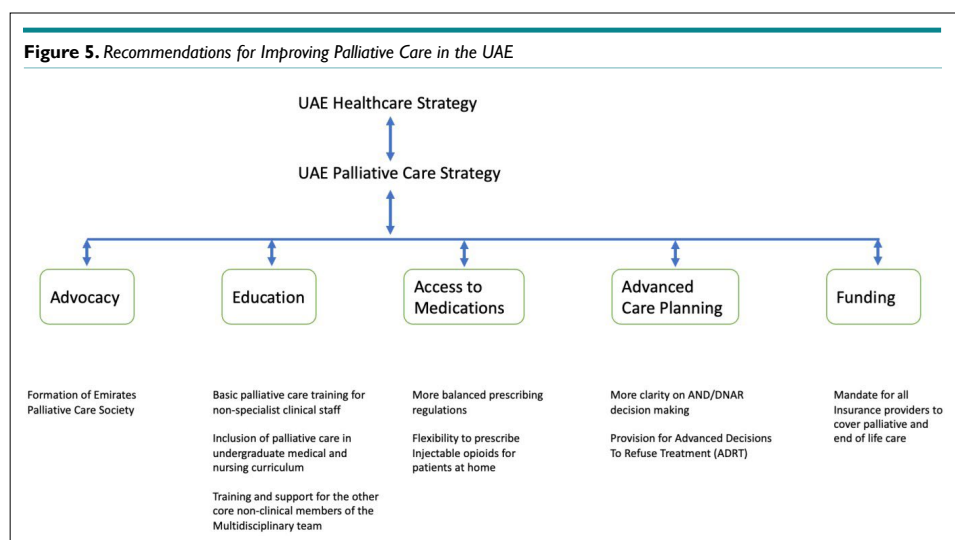 Figure 5. Recommendations for Improving Palliative Care in the UAE
UAE Healthcare Strategy
UAE Palliative Care Strategy
Advocacy
Education
Access to
Medications
Advanced
Care Planning
Funding
Formation of Emirates
Palliative Care Society
Basic palliative care training for
non-specialist clinical staff
Inclusion of palliative care in
undergraduate medical and
nursing curriculum
Training and support for the other
core non-clinical members of the
Multidisciplinary team
More balanced prescribing
regulations
Flexibility to prescribe
Injectable opioids for
patients at home
More clarity on AND/DNAR
decision making
Provision for Advanced Decisions
To Refuse Treatment (ADRT)
Mandate for all
Insurance providers to
cover palliative and
end of life care